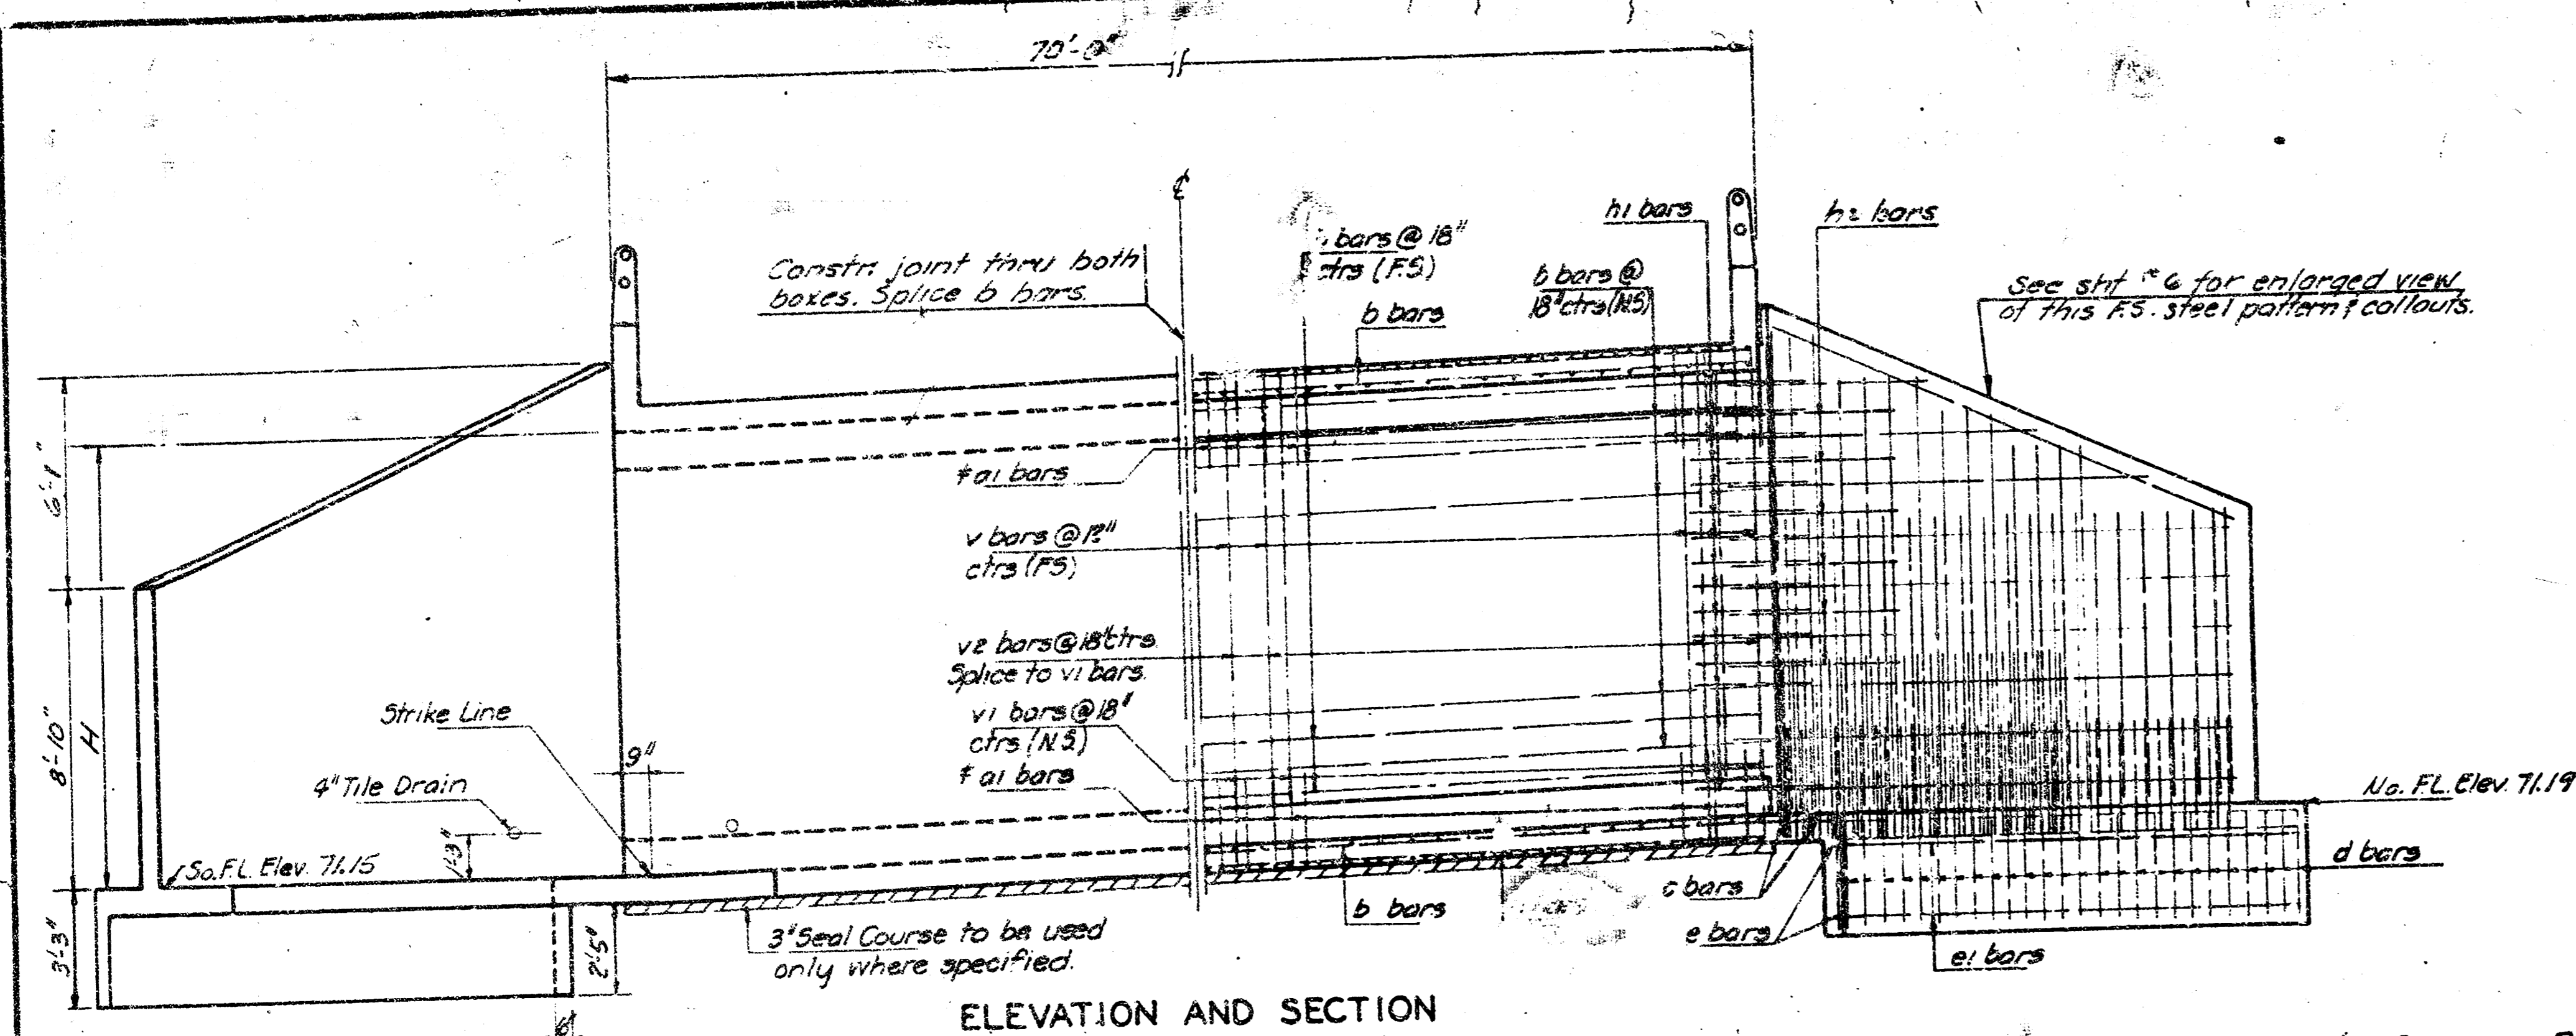 70'-0"
℄
h1 bars
h2 bars
bars @ 18"
ctrs (F.S)
b bars @
18" ctrs (N.S)
Constr. joint thru both
boxes. Splice b bars.
b bars
See sht #6 for enlarged view
of this F.S. steel pattern & callouts.
6'-1"
‡ a1 bars
v bars @ 12"
ctrs (FS)
v2 bars @ 18" ctrs
Splice to v1 bars.
v1 bars @ 18"
ctrs (N.S)
‡ a1 bars
Strike Line
9"
8'-10"
H
4" Tile Drain
1'-3"
So. F.L. Elev. 71.15
No. F.L. Elev. 71.19
d bars
c bars
b bars
e bars
e1 bars
3'-3"
2'-5"
3" Seal Course to be used
only where specified.
6"
ELEVATION AND SECTION